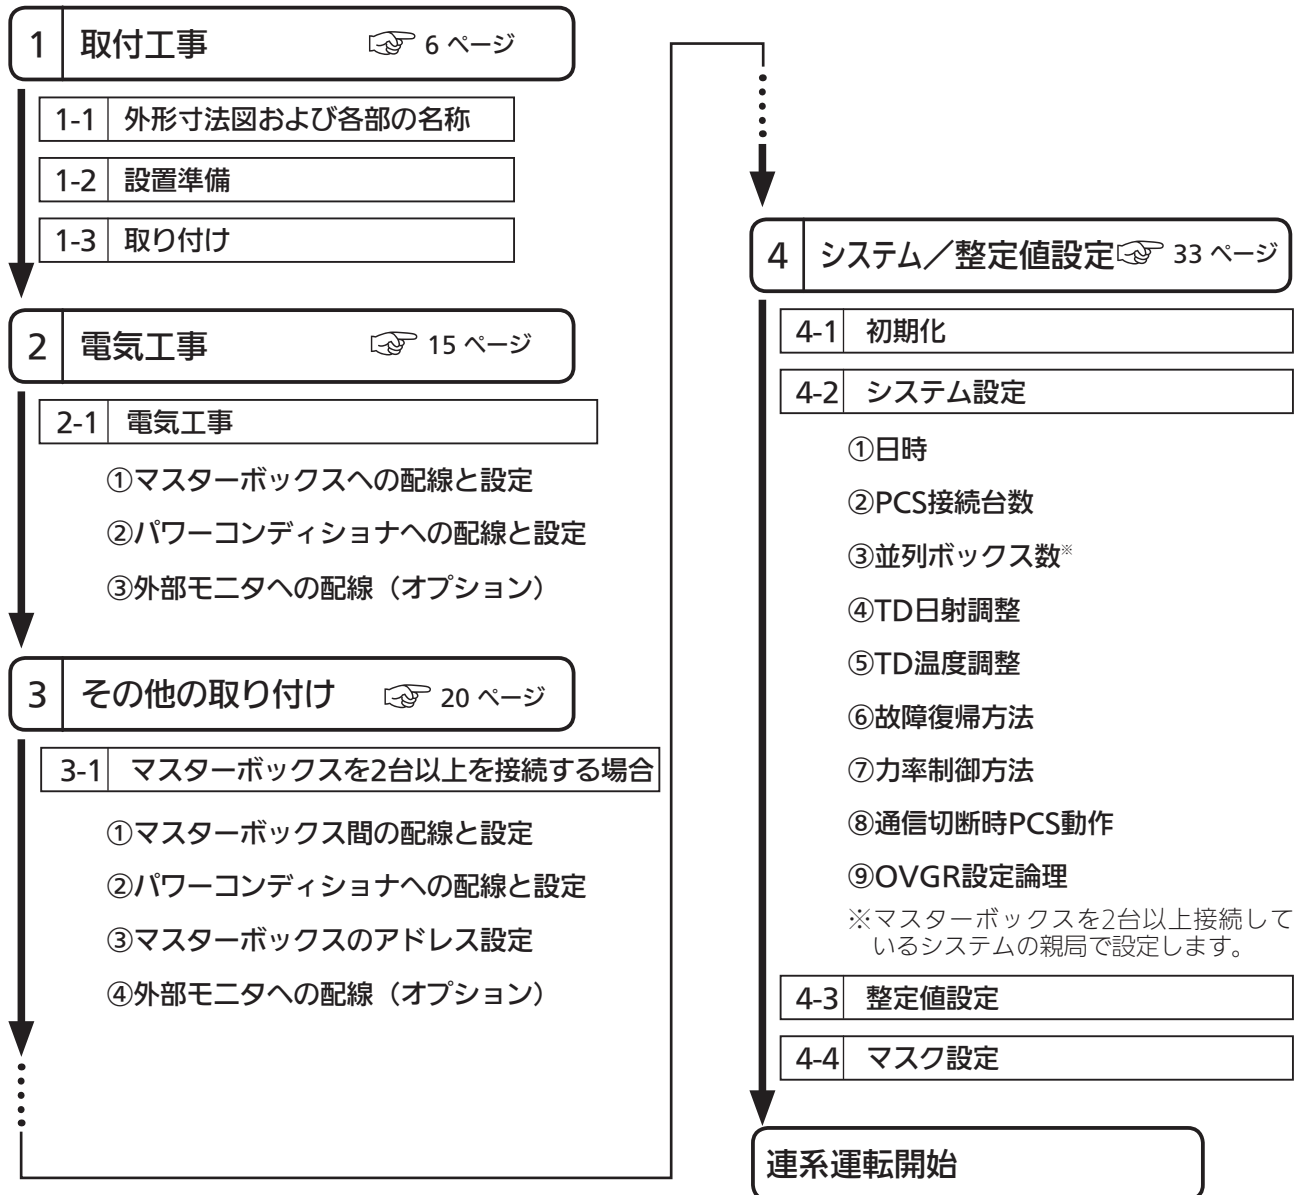 1 取付工事 ☞ 6 ページ
1-1 外形寸法図および各部の名称
1-2 設置準備
1-3 取り付け
2 電気工事 ☞ 15 ページ
2-1 電気工事
①マスターボックスへの配線と設定
②パワーコンディショナへの配線と設定
③外部モニタへの配線（オプション）
3 その他の取り付け ☞ 20 ページ
3-1 マスターボックスを2台以上を接続する場合
①マスターボックス間の配線と設定
②パワーコンディショナへの配線と設定
③マスターボックスのアドレス設定
④外部モニタへの配線（オプション）
4 システム／整定値設定☞ 33 ページ
4-1 初期化
4-2 システム設定
①日時
②PCS接続台数
③並列ボックス数※
④TD日射調整
⑤TD温度調整
⑥故障復帰方法
⑦力率制御方法
⑧通信切断時PCS動作
⑨OVGR設定論理
※マスターボックスを2台以上接続して
いるシステムの親局で設定します。
4-3 整定値設定
4-4 マスク設定
連系運転開始